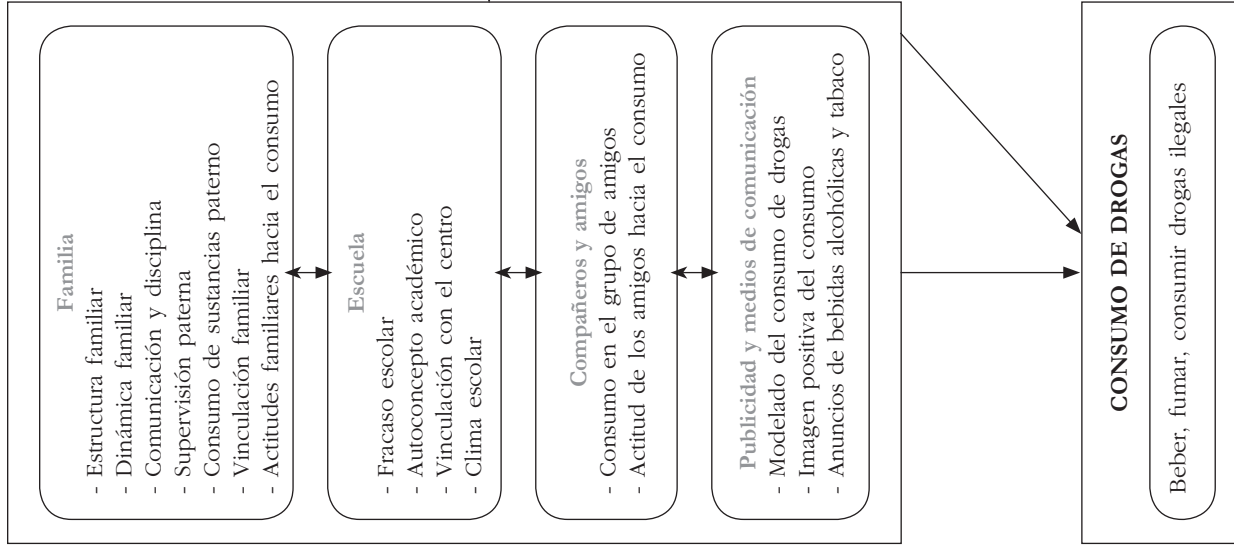 Familia
- Estructura familiar
- Dinámica familiar
- Comunicación y disciplina
- Supervisión paterna
- Consumo de sustancias paterno
- Vinculación familiar
- Actitudes familiares hacia el consumo
Escuela
- Fracaso escolar
- Autoconcepto académico
- Vinculación con el centro
- Clima escolar
Compañeros y amigos
- Consumo en el grupo de amigos
- Actitud de los amigos hacia el consumo
Publicidad y medios de comunicación
- Modelado del consumo de drogas
- Imagen positiva del consumo
- Anuncios de bebidas alcohólicas y tabaco
CONSUMO DE DROGAS
Beber, fumar, consumir drogas ilegales